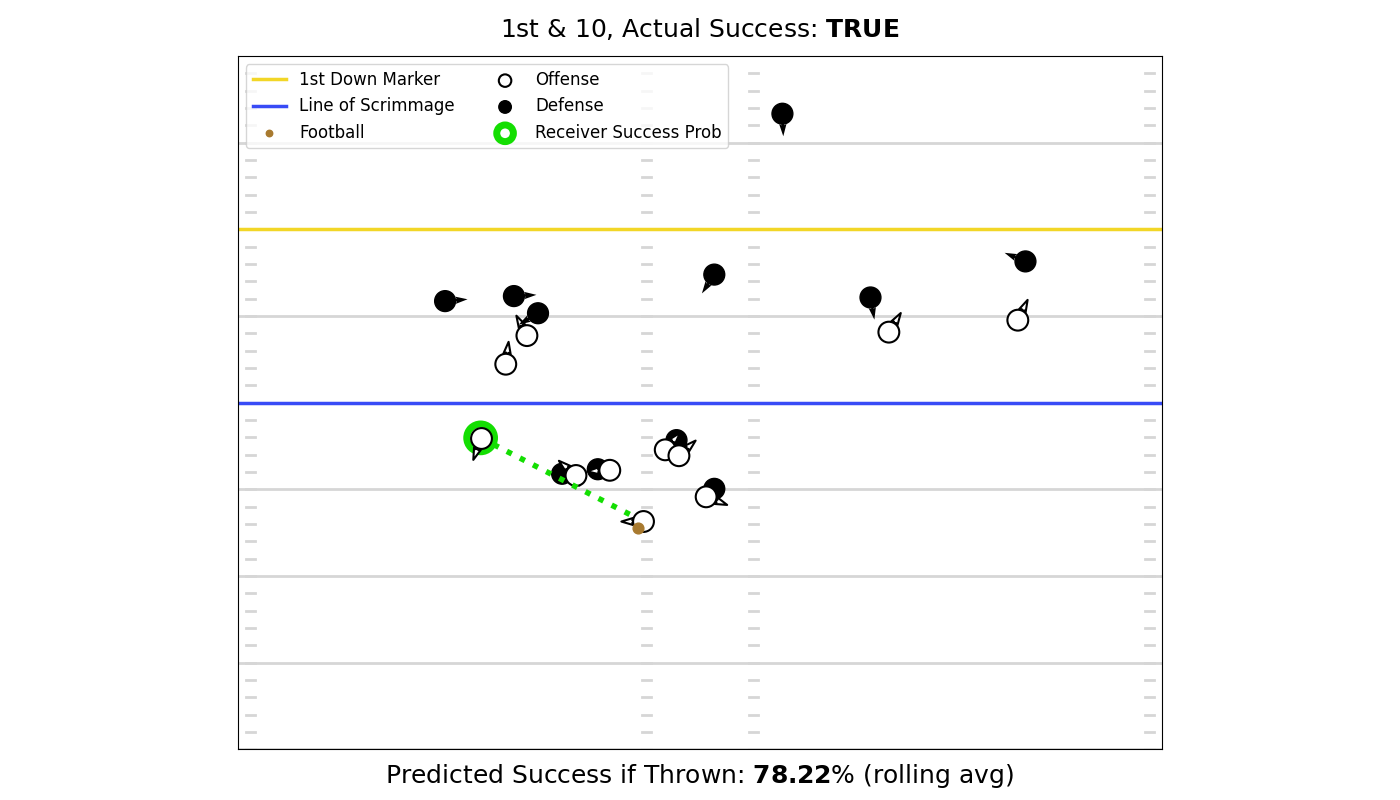 1st & 10, Actual Success: TRUE
1st Down Marker
Line of Scrimmage
Football
Offense
Defense
Receiver Success Prob
Predicted Success if Thrown: 78.22% (rolling avg)